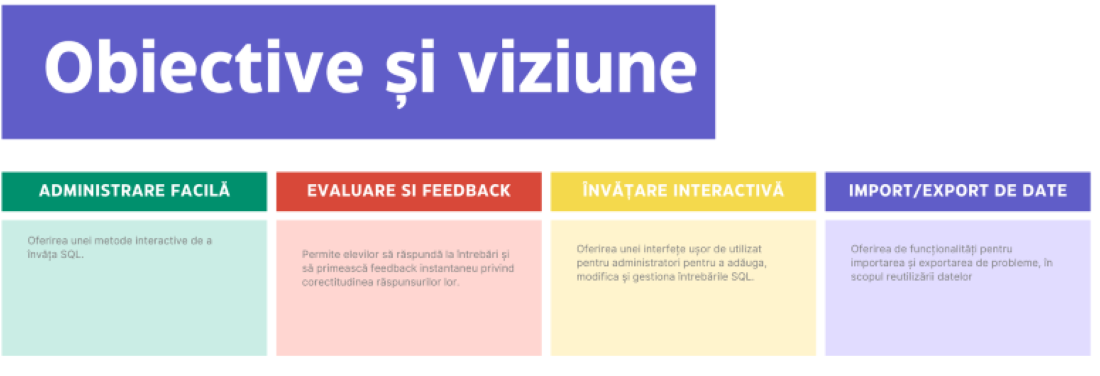 Obiective și viziune
ADMINISTRARE FACILĂ
Oferirea unei metode interactive de a
învăța SQL.
EVALUARE SI FEEDBACK
Permite elevilor să răspundă la întrebări și
să primească feedback instantaneu privind
corectitudinea răspunsurilor lor.
ÎNVĂȚARE INTERACTIVĂ
Oferirea unei interfețe ușor de utilizat
pentru administratori pentru a adăuga,
modifica și gestiona întrebările SQL.
IMPORT/EXPORT DE DATE
Oferirea de funcționalități pentru
importarea și exportarea de probleme, în
scopul reutilizării datelor